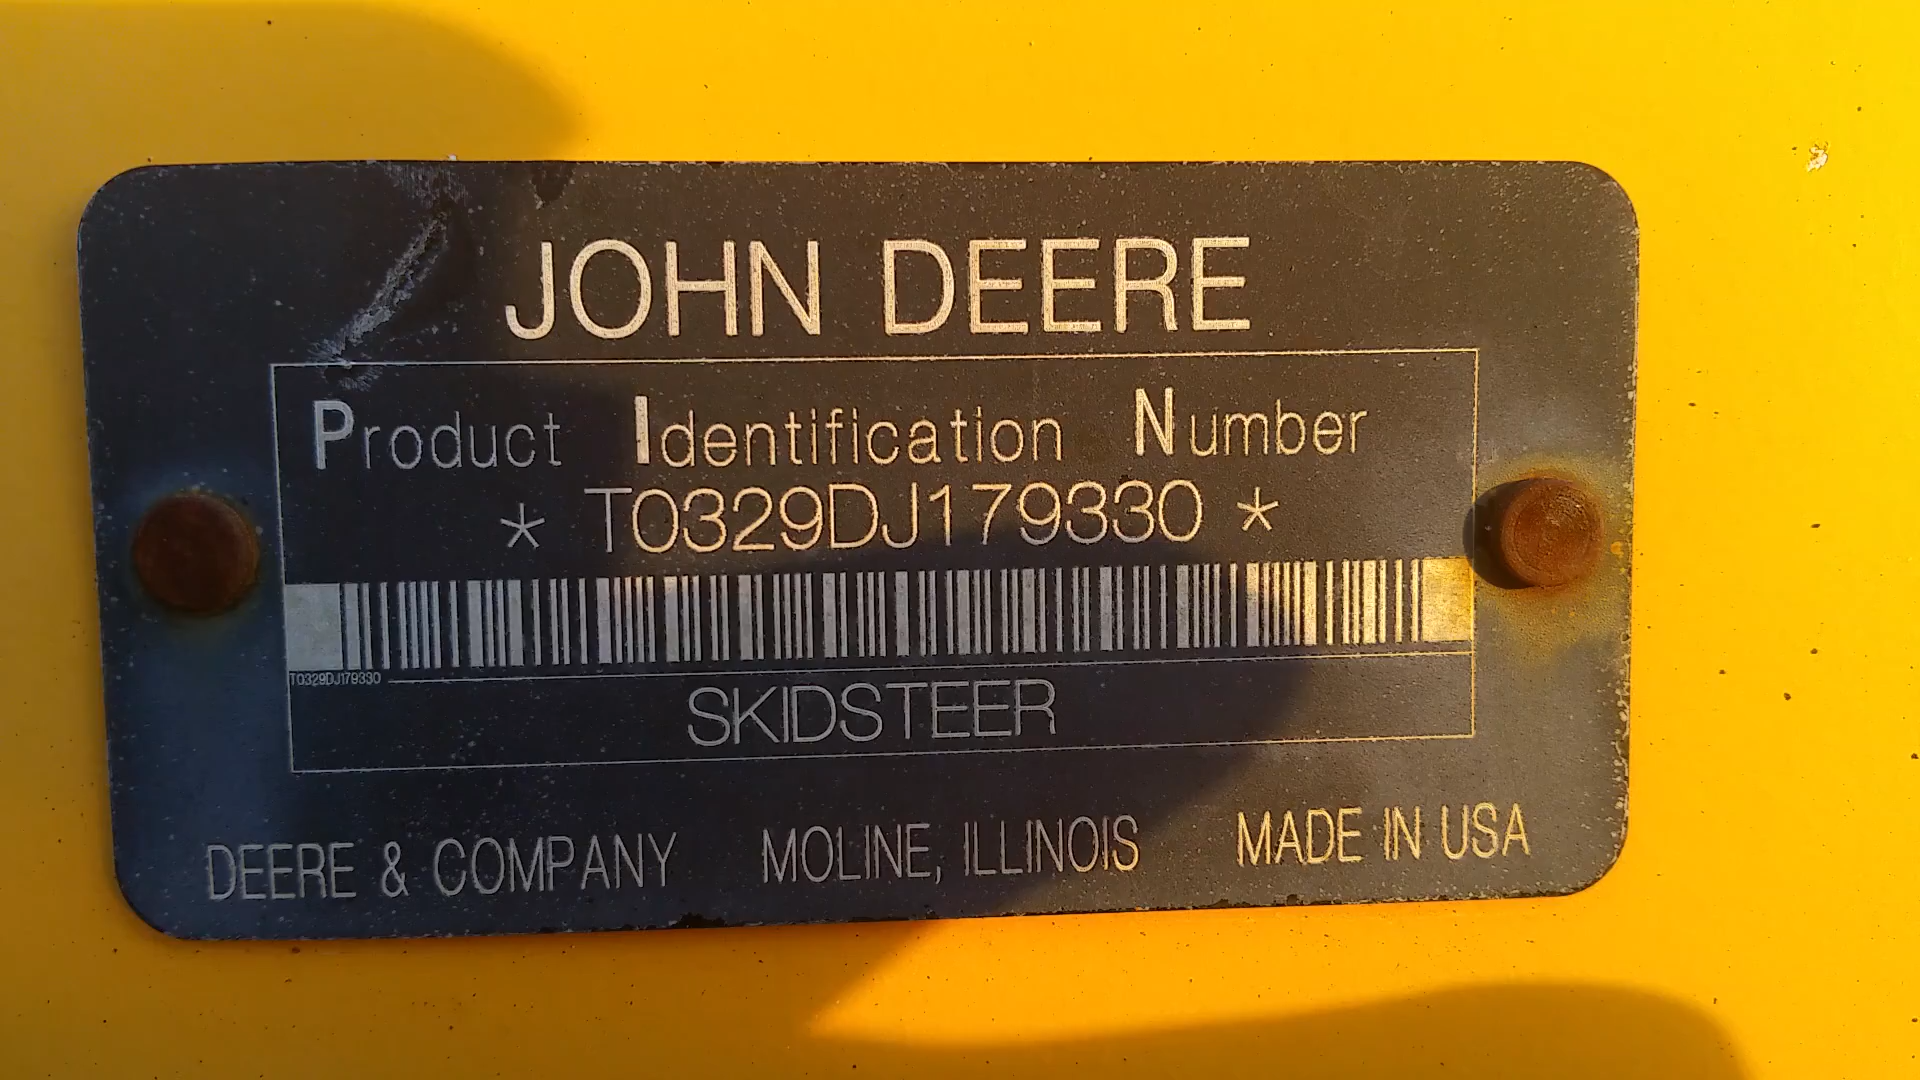 JOHN DEERE
Product Identification Number
* T0329DJ179330 *
T0329DJ179330
SKIDSTEER
DEERE & COMPANY MOLINE, ILLINOIS MADE IN USA